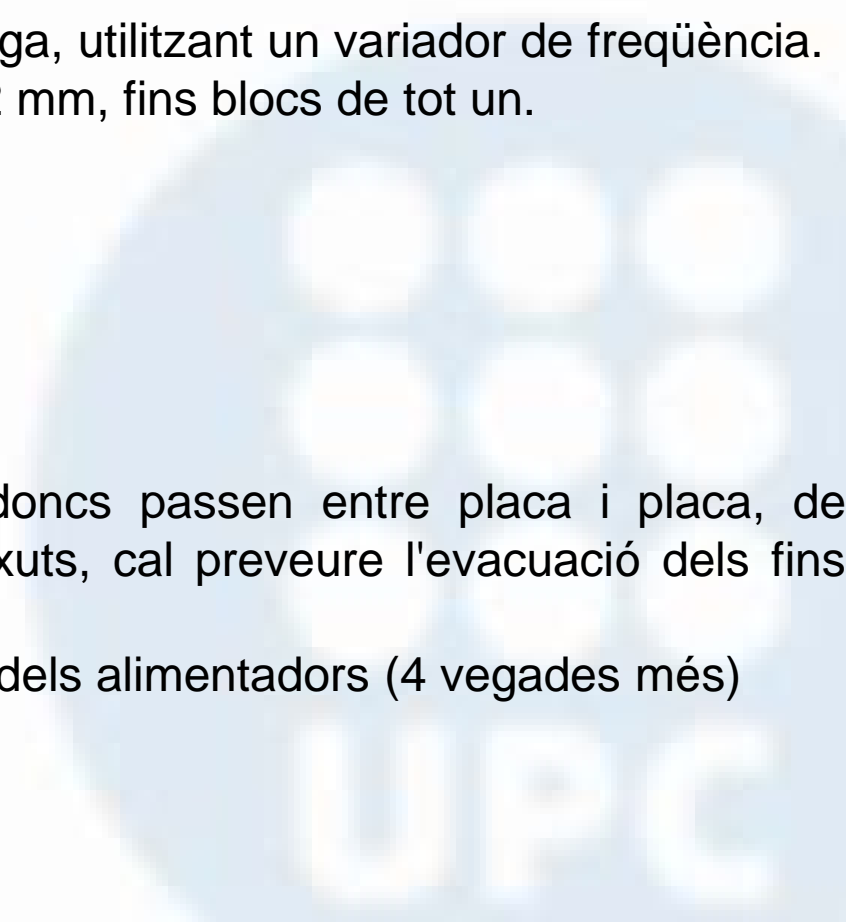 ga, utilitzant un variador de freqüència.
2 mm, fins blocs de tot un.
doncs passen entre placa i placa, de
xuts, cal preveure l'evacuació dels fins
dels alimentadors (4 vegades més)
UPC